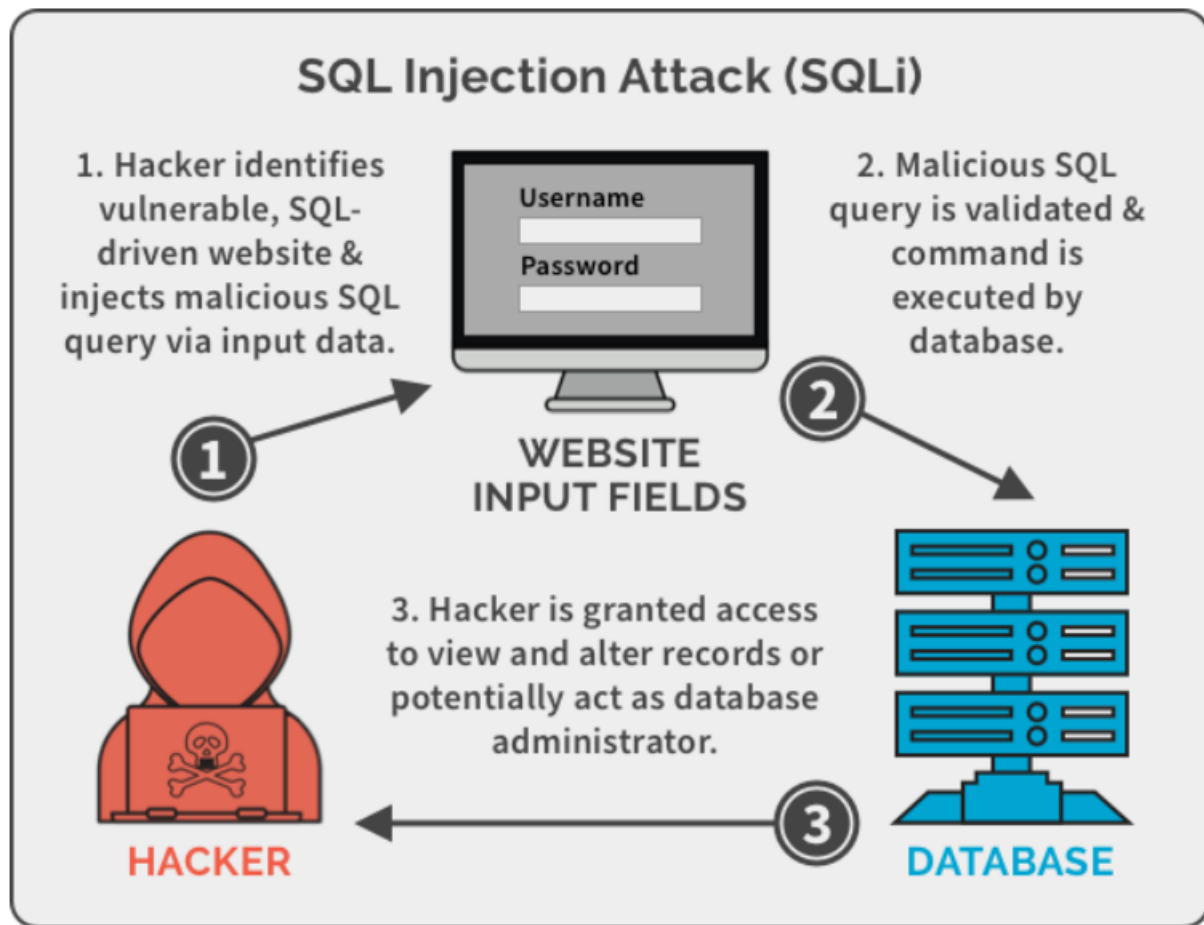 SQL Injection Attack (SQLi)
1. Hacker identifies
vulnerable, SQL-
driven website &
injects malicious SQL
query via input data.
Username
Password
2. Malicious SQL
query is validated &
command is
executed by
database.
1
2
WEBSITE
INPUT FIELDS
3. Hacker is granted access
to view and alter records or
potentially act as database
administrator.
3
HACKER
DATABASE